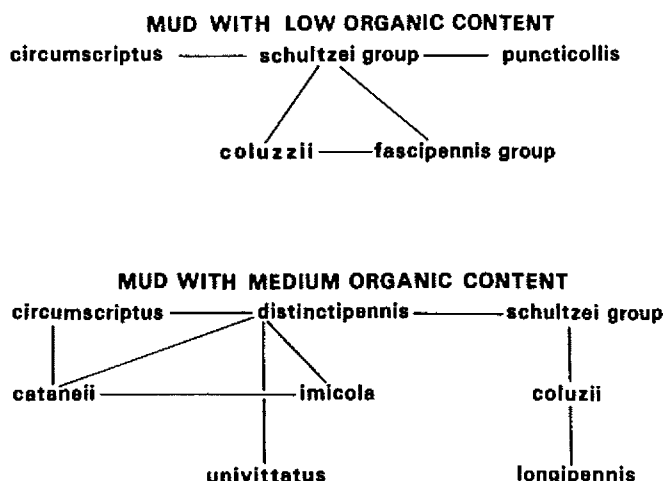 MUD WITH LOW ORGANIC CONTENT
circumscriptus schultzei group puncticollis
coluzzii fascipennis group
MUD WITH MEDIUM ORGANIC CONTENT
circumscriptus distinctipennis schultzei group
cataneii imicola coluzii
univittatus longipennis